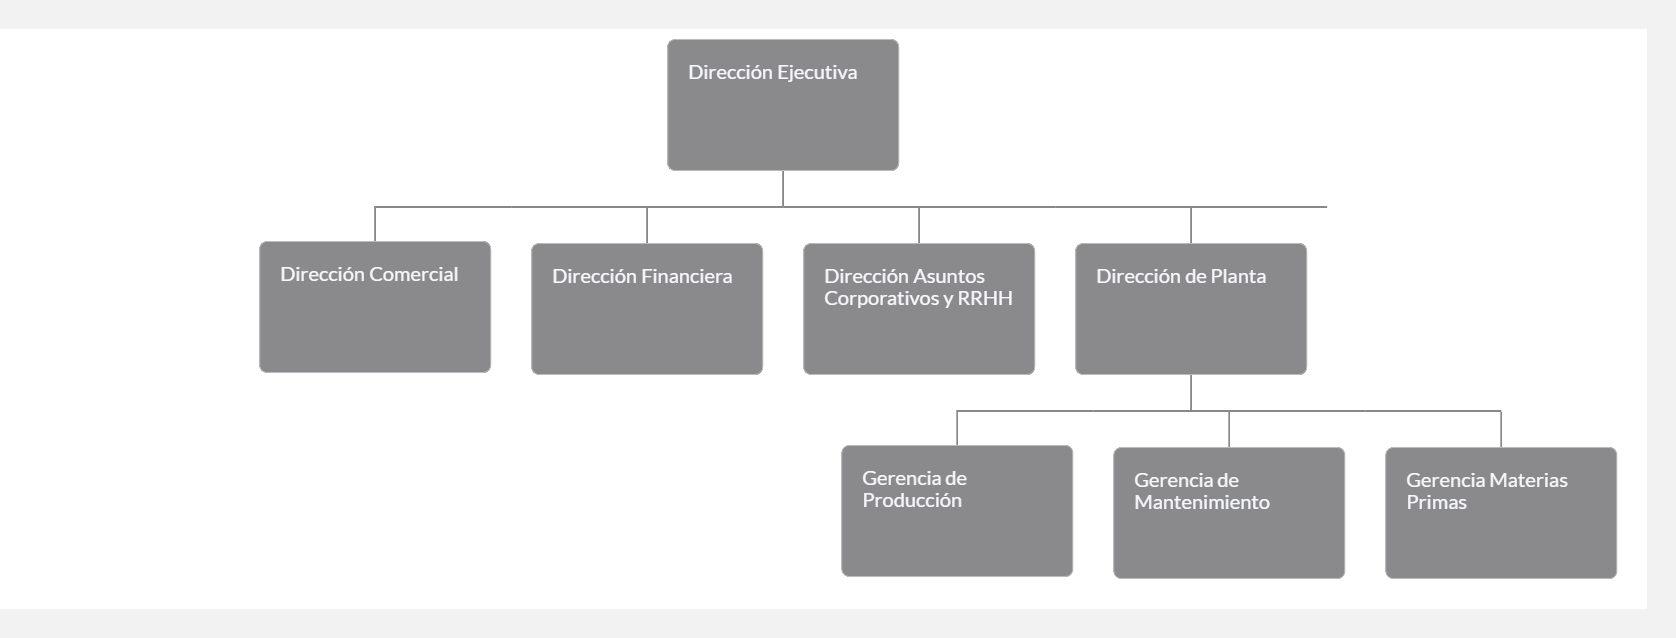 Dirección Ejecutiva
Dirección Comercial
Dirección Financiera
Dirección Asuntos
Corporativos y RRHH
Dirección de Planta
Gerencia de
Producción
Gerencia de
Mantenimiento
Gerencia Materias
Primas